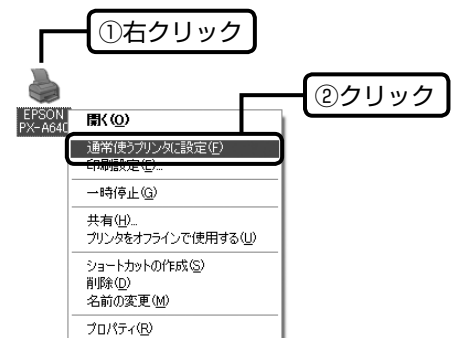 ①右クリック
②クリック
EPSON
PX-A640
開く(O)
通常使うプリンタに設定(F)
印刷設定(E)...
一時停止(G)
共有(H)...
プリンタをオフラインで使用する(U)
ショートカットの作成(S)
削除(D)
名前の変更(M)
プロパティ(R)